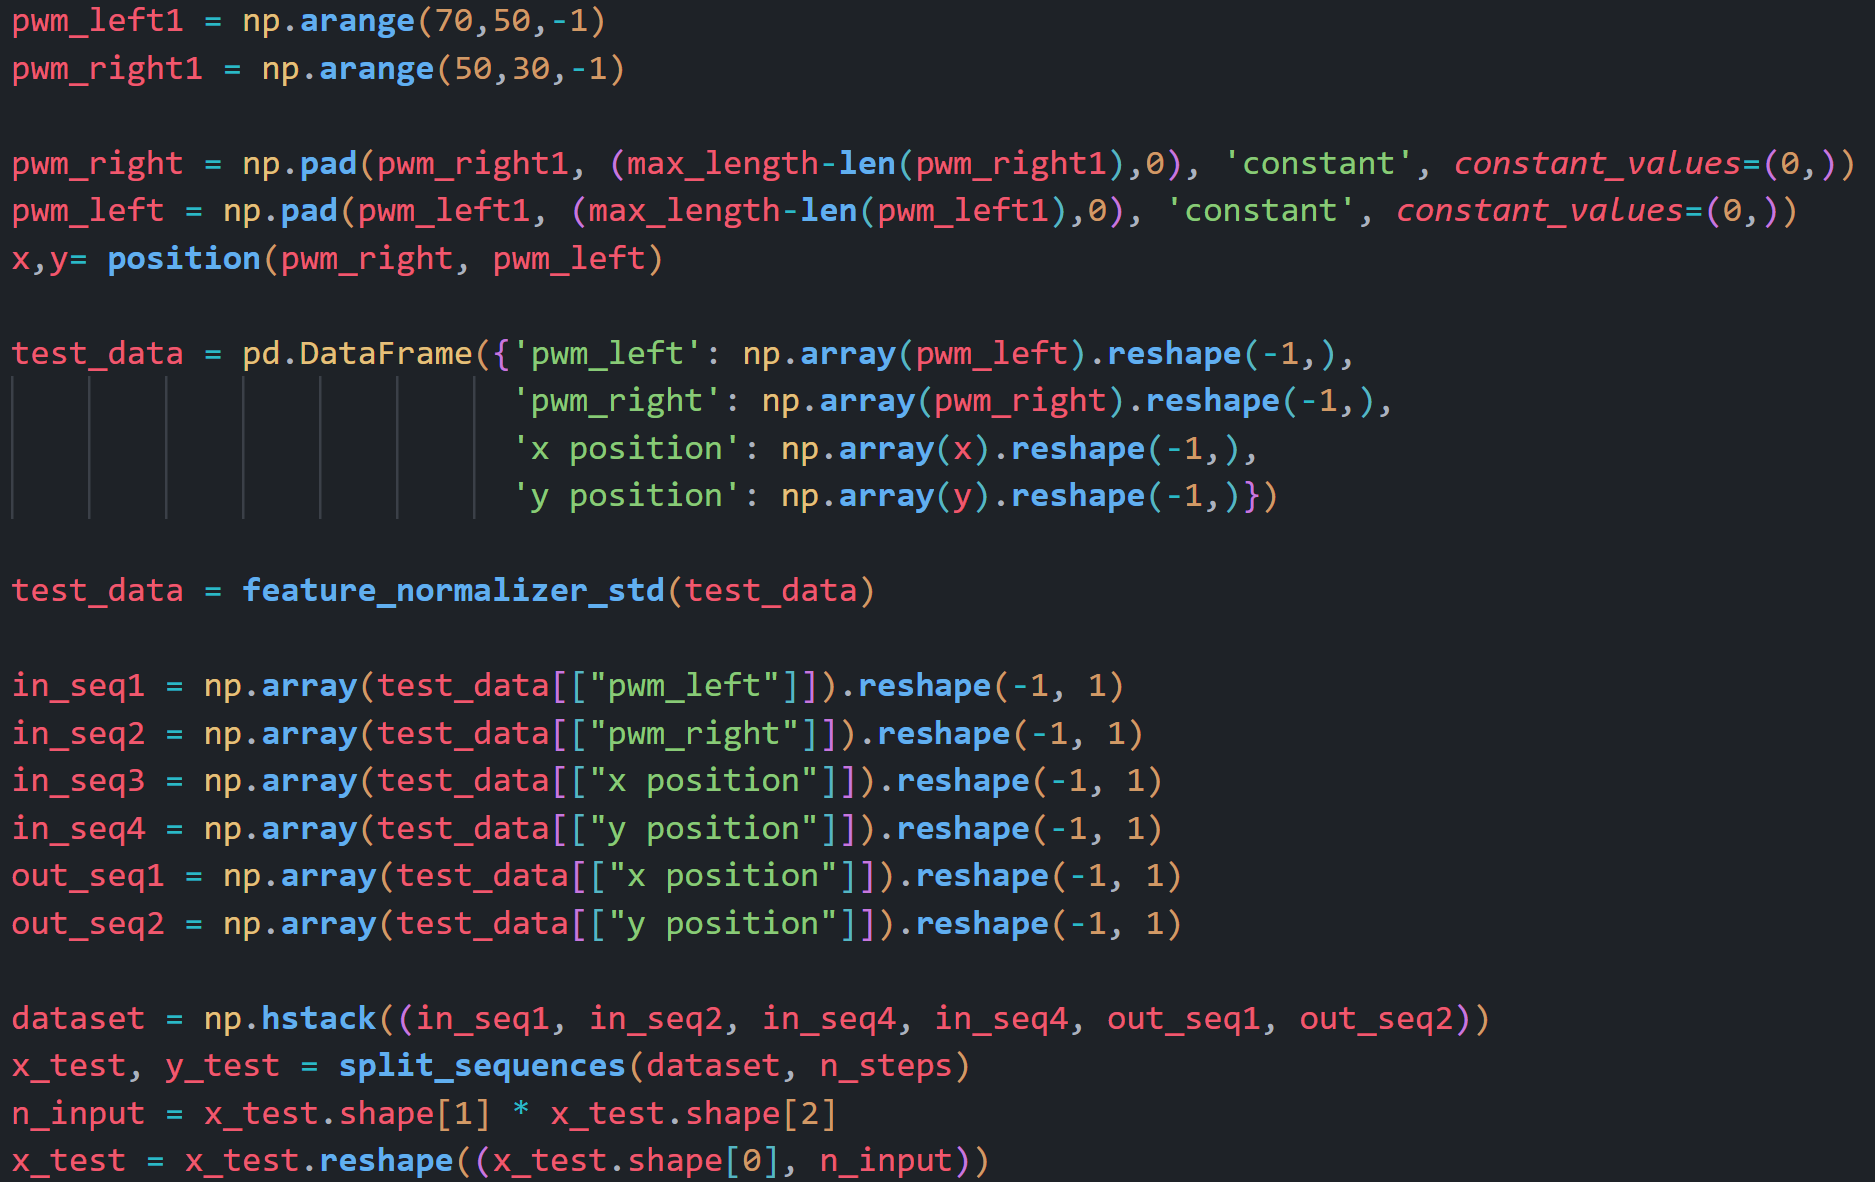 pwm_left1 = np.arange(70,50,-1)
pwm_right1 = np.arange(50,30,-1)
pwm_right = np.pad(pwm_right1, (max_length-len(pwm_right1),0), 'constant', constant_values=(0,))
pwm_left = np.pad(pwm_left1, (max_length-len(pwm_left1),0), 'constant', constant_values=(0,))
x,y= position(pwm_right, pwm_left)
test_data = pd.DataFrame({'pwm_left': np.array(pwm_left).reshape(-1,),
'pwm_right': np.array(pwm_right).reshape(-1,),
'x position': np.array(x).reshape(-1,),
'y position': np.array(y).reshape(-1,)})
test_data = feature_normalizer_std(test_data)
in_seq1 = np.array(test_data[["pwm_left"]]).reshape(-1, 1)
in_seq2 = np.array(test_data[["pwm_right"]]).reshape(-1, 1)
in_seq3 = np.array(test_data[["x position"]]).reshape(-1, 1)
in_seq4 = np.array(test_data[["y position"]]).reshape(-1, 1)
out_seq1 = np.array(test_data[["x position"]]).reshape(-1, 1)
out_seq2 = np.array(test_data[["y position"]]).reshape(-1, 1)
dataset = np.hstack((in_seq1, in_seq2, in_seq4, in_seq4, out_seq1, out_seq2))
x_test, y_test = split_sequences(dataset, n_steps)
n_input = x_test.shape[1] * x_test.shape[2]
x_test = x_test.reshape((x_test.shape[0], n_input))